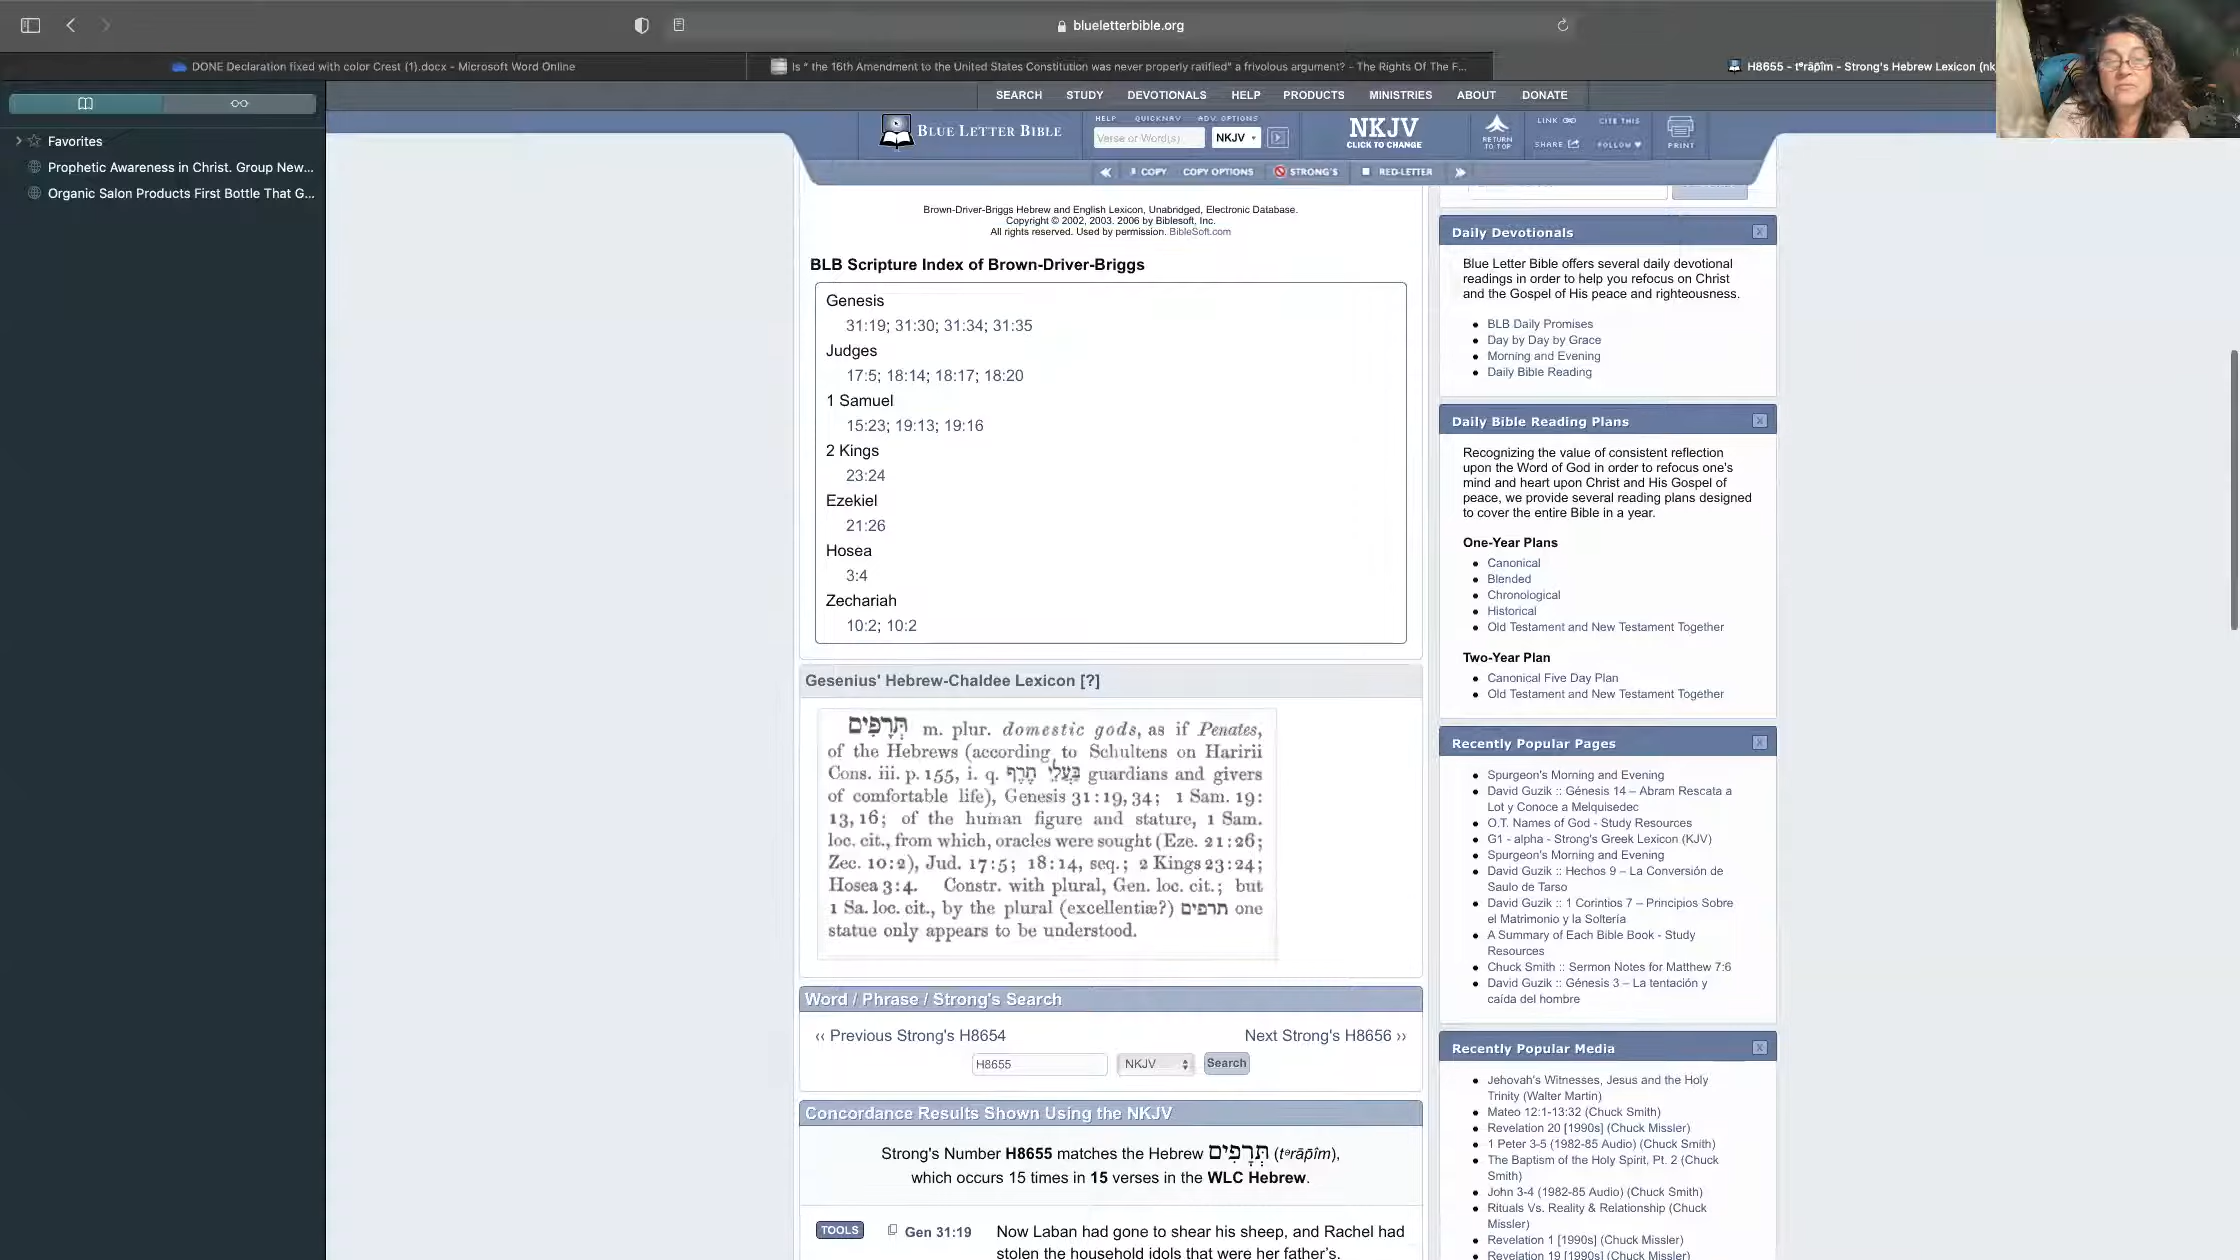 blueletterbible.org
DONE Declaration fixed with color Crest (1).docx - Microsoft Word Online
Is " the 16th Amendment to the United States Constitution was never properly ratified" a frivolous argument? - The Rights Of The F...
H8655 - tᵊrāp̄îm - Strong's Hebrew Lexicon (nk
Favorites
Prophetic Awareness in Christ. Group New...
Organic Salon Products First Bottle That G...
SEARCH STUDY DEVOTIONALS HELP PRODUCTS MINISTRIES ABOUT DONATE
BLUE LETTER BIBLE
HELP QUICKNAV ADV. OPTIONS
Verse or Word(s)
NKJV
NKJV
CLICK TO CHANGE
RETURN
TO TOP
LINK
CITE THIS
SHARE
FOLLOW
PRINT
COPY COPY OPTIONS STRONG'S RED-LETTER
Brown-Driver-Briggs Hebrew and English Lexicon, Unabridged, Electronic Database.
Copyright © 2002, 2003. 2006 by Biblesoft, Inc.
All rights reserved. Used by permission. BibleSoft.com
BLB Scripture Index of Brown-Driver-Briggs
Genesis
31:19; 31:30; 31:34; 31:35
Judges
17:5; 18:14; 18:17; 18:20
1 Samuel
15:23; 19:13; 19:16
2 Kings
23:24
Ezekiel
21:26
Hosea
3:4
Zechariah
10:2; 10:2
Gesenius' Hebrew-Chaldee Lexicon [?]
תְּרָפִים m. plur. domestic gods, as if Penates,
of the Hebrews (according to Schultens on Haririi
Cons. iii. p. 155, i. q. בַּעֲלֵי תֶרֶף guardians and givers
of comfortable life), Genesis 31:19, 34; 1 Sam. 19:
13, 16; of the human figure and stature, 1 Sam.
loc. cit., from which, oracles were sought (Eze. 21:26;
Zec. 10:2), Jud. 17:5; 18:14, seq.; 2 Kings 23:24;
Hosea 3:4. Constr. with plural, Gen. loc. cit.; but
1 Sa. loc. cit., by the plural (excellentiæ?) תרפים one
statue only appears to be understood.
Word / Phrase / Strong's Search
‹‹ Previous Strong's H8654
Next Strong's H8656 ››
H8655
NKJV
Search
Concordance Results Shown Using the NKJV
Strong's Number H8655 matches the Hebrew תְּרָפִים (tᵊrāp̄îm),
which occurs 15 times in 15 verses in the WLC Hebrew.
TOOLS
Gen 31:19
Now Laban had gone to shear his sheep, and Rachel had
stolen the household idols that were her father's.
Daily Devotionals
Blue Letter Bible offers several daily devotional
readings in order to help you refocus on Christ
and the Gospel of His peace and righteousness.
BLB Daily Promises
Day by Day by Grace
Morning and Evening
Daily Bible Reading
Daily Bible Reading Plans
Recognizing the value of consistent reflection
upon the Word of God in order to refocus one's
mind and heart upon Christ and His Gospel of
peace, we provide several reading plans designed
to cover the entire Bible in a year.
One-Year Plans
Canonical
Blended
Chronological
Historical
Old Testament and New Testament Together
Two-Year Plan
Canonical Five Day Plan
Old Testament and New Testament Together
Recently Popular Pages
Spurgeon's Morning and Evening
David Guzik :: Génesis 14 – Abram Rescata a
Lot y Conoce a Melquisedec
O.T. Names of God - Study Resources
G1 - alpha - Strong's Greek Lexicon (KJV)
Spurgeon's Morning and Evening
David Guzik :: Hechos 9 – La Conversión de
Saulo de Tarso
David Guzik :: 1 Corintios 7 – Principios Sobre
el Matrimonio y la Soltería
A Summary of Each Bible Book - Study
Resources
Chuck Smith :: Sermon Notes for Matthew 7:6
David Guzik :: Génesis 3 – La tentación y
caída del hombre
Recently Popular Media
Jehovah's Witnesses, Jesus and the Holy
Trinity (Walter Martin)
Mateo 12:1-13:32 (Chuck Smith)
Revelation 20 [1990s] (Chuck Missler)
1 Peter 3-5 (1982-85 Audio) (Chuck Smith)
The Baptism of the Holy Spirit, Pt. 2 (Chuck
Smith)
John 3-4 (1982-85 Audio) (Chuck Smith)
Rituals Vs. Reality & Relationship (Chuck
Missler)
Revelation 1 [1990s] (Chuck Missler)
Revelation 19 [1990s] (Chuck Missler)